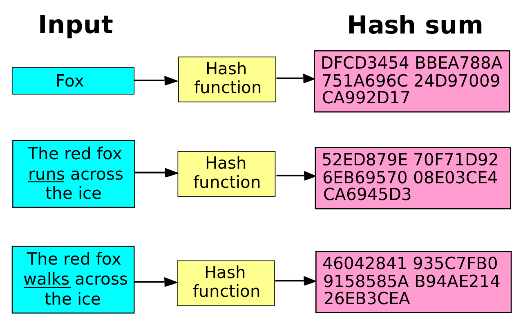 Input
Hash sum
Fox
Hash
function
DFCD3454 BBEA788A
751A696C 24D97009
CA992D17
The red fox
runs across
the ice
Hash
function
52ED879E 70F71D92
6EB69570 08E03CE4
CA6945D3
The red fox
walks across
the ice
Hash
function
46042841 935C7FB0
9158585A B94AE214
26EB3CEA